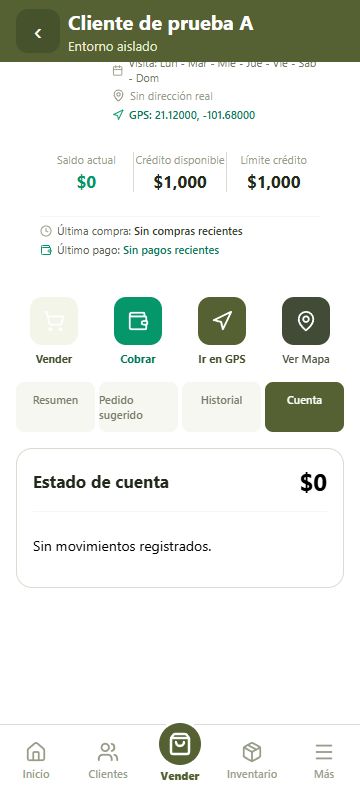 Cliente de prueba A
Entorno aislado
Visita: Lun - Mar - Mié - Jue - Vie - Sáb
- Dom
Sin dirección real
GPS: 21.12000, -101.68000
Saldo actual
$0
Crédito disponible
$1,000
Límite crédito
$1,000
Última compra: Sin compras recientes
Último pago: Sin pagos recientes
Vender
Cobrar
Ir en GPS
Ver Mapa
Resumen
Pedido
sugerido
Historial
Cuenta
Estado de cuenta
$0
Sin movimientos registrados.
Inicio
Clientes
Vender
Inventario
Más